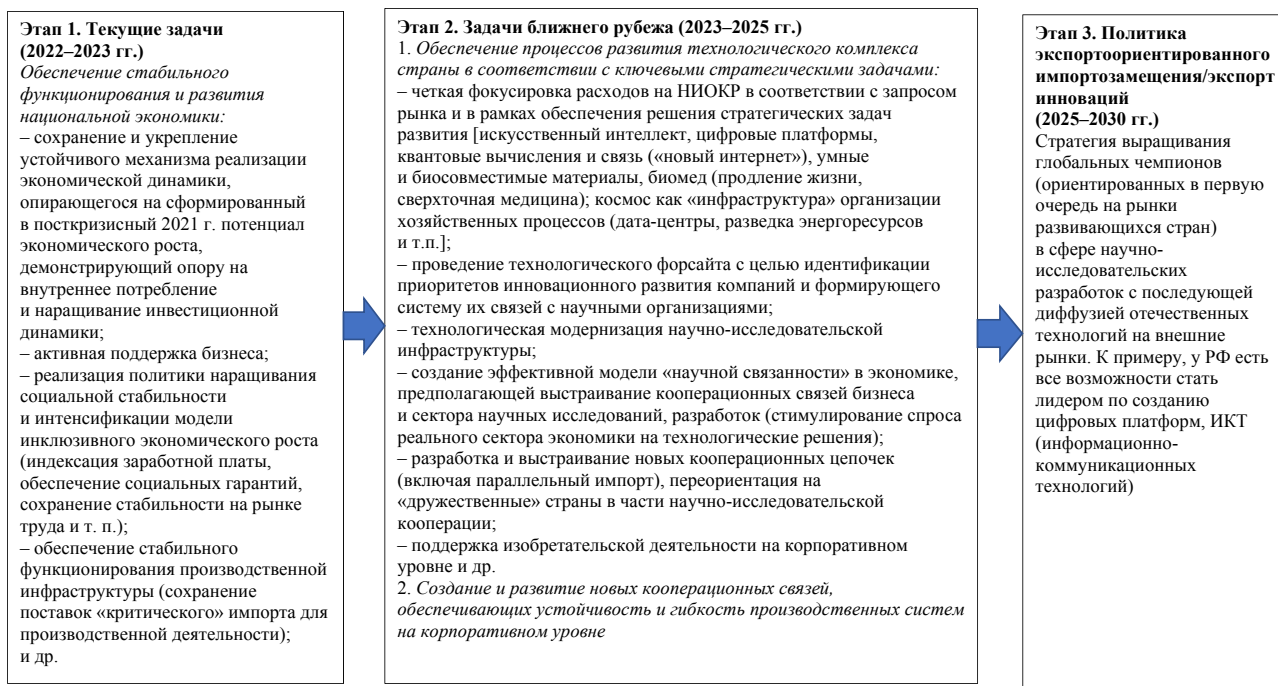 Этап 1. Текущие задачи
(2022–2023 гг.)
Обеспечение стабильного
функционирования и развития
национальной экономики:
– сохранение и укрепление
устойчивого механизма реализации
экономической динамики,
опирающегося на сформированный
в посткризисный 2021 г. потенциал
экономического роста,
демонстрирующий опору на
внутреннее потребление
и наращивание инвестиционной
динамики;
– активная поддержка бизнеса;
– реализация политики наращивания
социальной стабильности
и интенсификации модели
инклюзивного экономического роста
(индексация заработной платы,
обеспечение социальных гарантий,
сохранение стабильности на рынке
труда и т. п.);
– обеспечение стабильного
функционирования производственной
инфраструктуры (сохранение
поставок «критического» импорта для
производственной деятельности);
и др.
Этап 2. Задачи ближнего рубежа (2023–2025 гг.)
1. Обеспечение процессов развития технологического комплекса
страны в соответствии с ключевыми стратегическими задачами:
– четкая фокусировка расходов на НИОКР в соответствии с запросом
рынка и в рамках обеспечения решения стратегических задач
развития [искусственный интеллект, цифровые платформы,
квантовые вычисления и связь («новый интернет»), умные
и биосовместимые материалы, биомед (продление жизни,
сверхточная медицина); космос как «инфраструктура» организации
хозяйственных процессов (дата-центры, разведка энергоресурсов
и т.п.];
– проведение технологического форсайта с целью идентификации
приоритетов инновационного развития компаний и формирующего
систему их связей с научными организациями;
– технологическая модернизация научно-исследовательской
инфраструктуры;
– создание эффективной модели «научной связанности» в экономике,
предполагающей выстраивание кооперационных связей бизнеса
и сектора научных исследований, разработок (стимулирование спроса
реального сектора экономики на технологические решения);
– разработка и выстраивание новых кооперационных цепочек
(включая параллельный импорт), переориентация на
«дружественные» страны в части научно-исследовательской
кооперации;
– поддержка изобретательской деятельности на корпоративном
уровне и др.
2. Создание и развитие новых кооперационных связей,
обеспечивающих устойчивость и гибкость производственных систем
на корпоративном уровне
Этап 3. Политика
экспортоориентированного
импортозамещения/экспорт
инноваций
(2025–2030 гг.)
Стратегия выращивания
глобальных чемпионов
(ориентированных в первую
очередь на рынки
развивающихся стран)
в сфере научно-
исследовательских
разработок с последующей
диффузией отечественных
технологий на внешние
рынки. К примеру, у РФ есть
все возможности стать
лидером по созданию
цифровых платформ, ИКТ
(информационно-
коммуникационных
технологий)